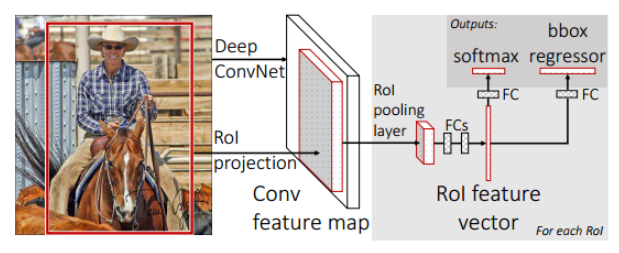 Deep
ConvNet
RoI
projection
Conv
feature map
RoI
pooling
layer
FCs
RoI feature
vector
For each RoI
Outputs:
softmax
bbox
regressor
FC
FC